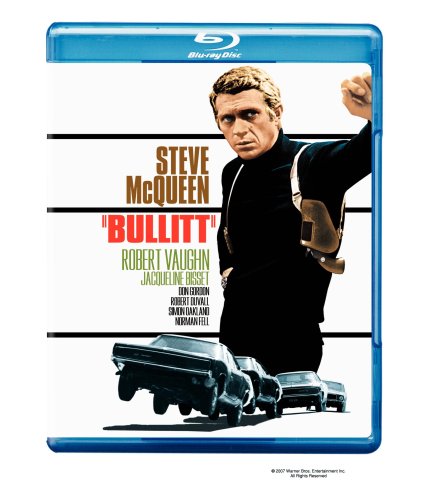 Blu-ray Disc
STEVE
McQUEEN
"BULLITT"
ROBERT VAUGHN
JACQUELINE BISSET
DON GORDON
ROBERT DUVALL
SIMON OAKLAND
NORMAN FELL
© 2007 Warner Bros. Entertainment Inc.
All Rights Reserved